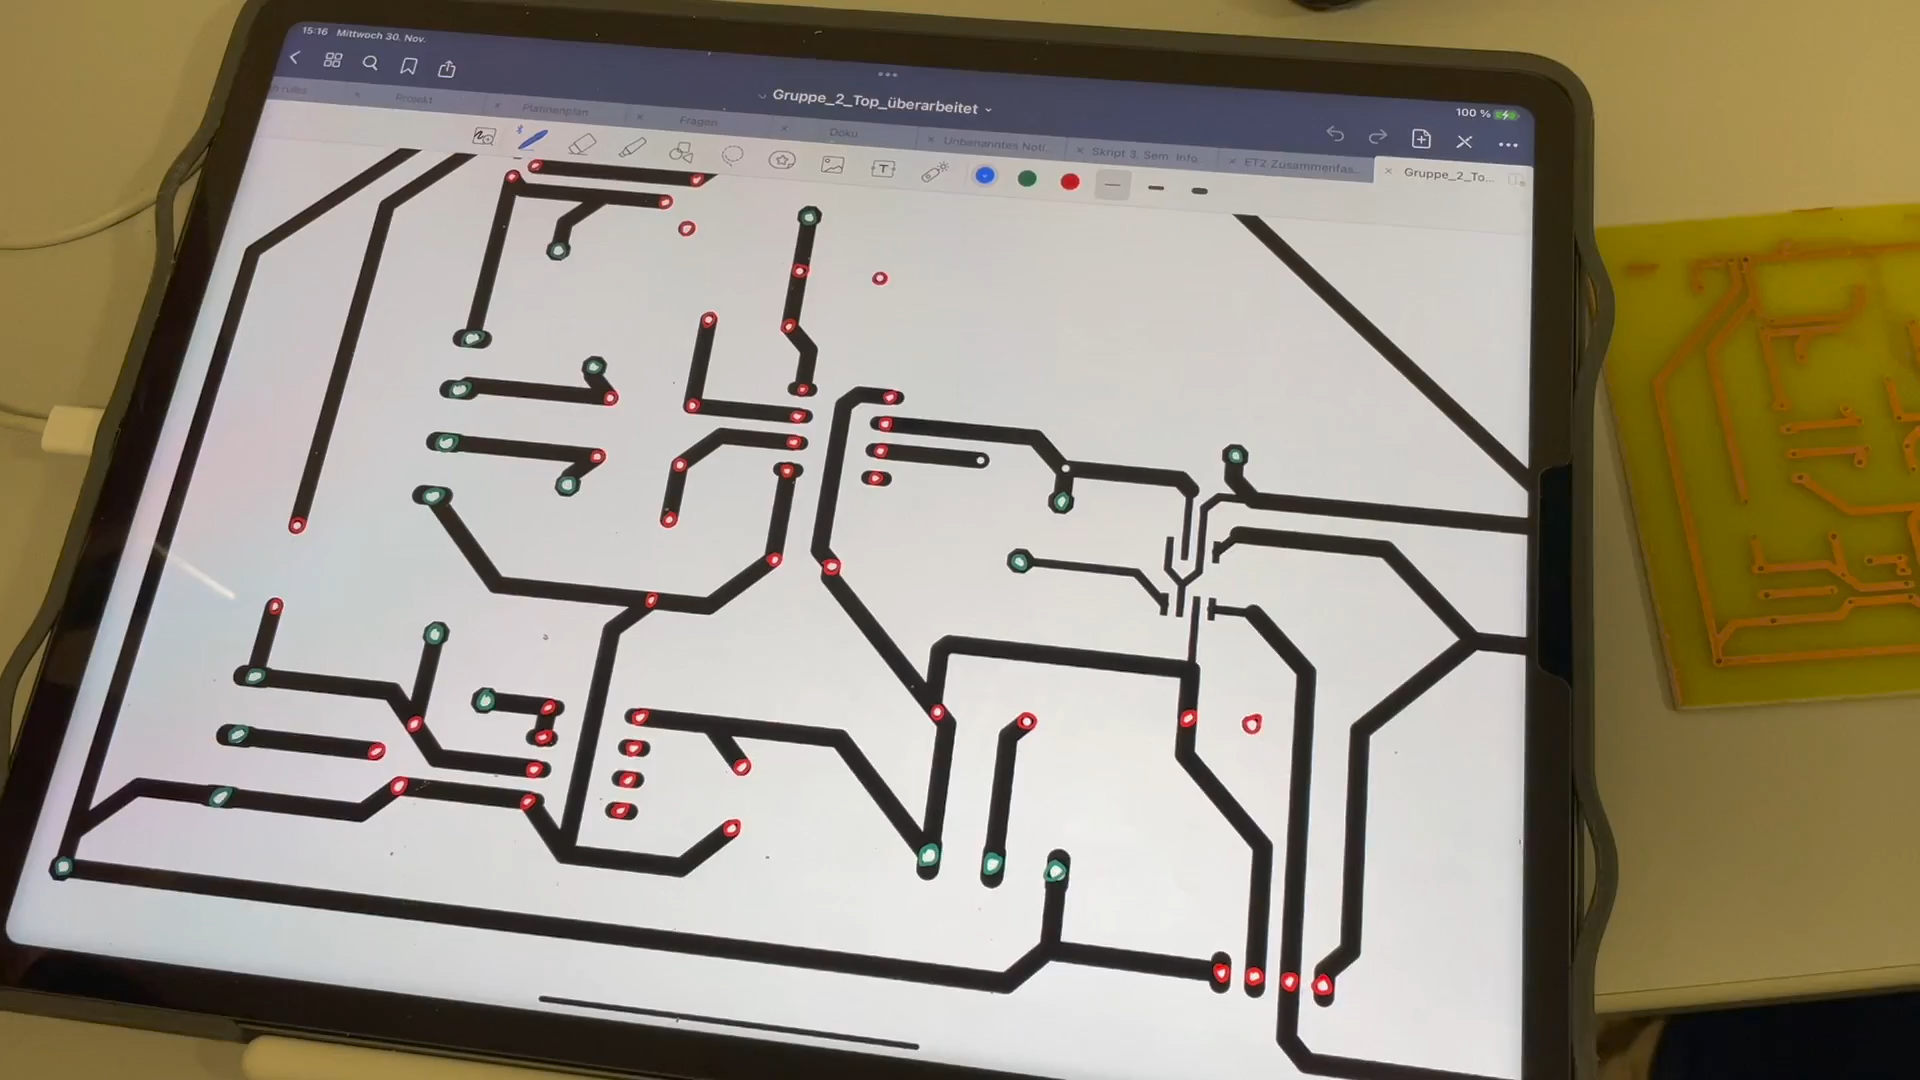 15:16 Mittwoch 30. Nov.
100 %
Gruppe_2_Top_überarbeitet
n rules
Projekt
Plannenplan
Fragen
Doku
Unbenanntes Noti...
Skript 3. Sem. Info
ET2 Zusammenfas...
Gruppe_2_To...
T